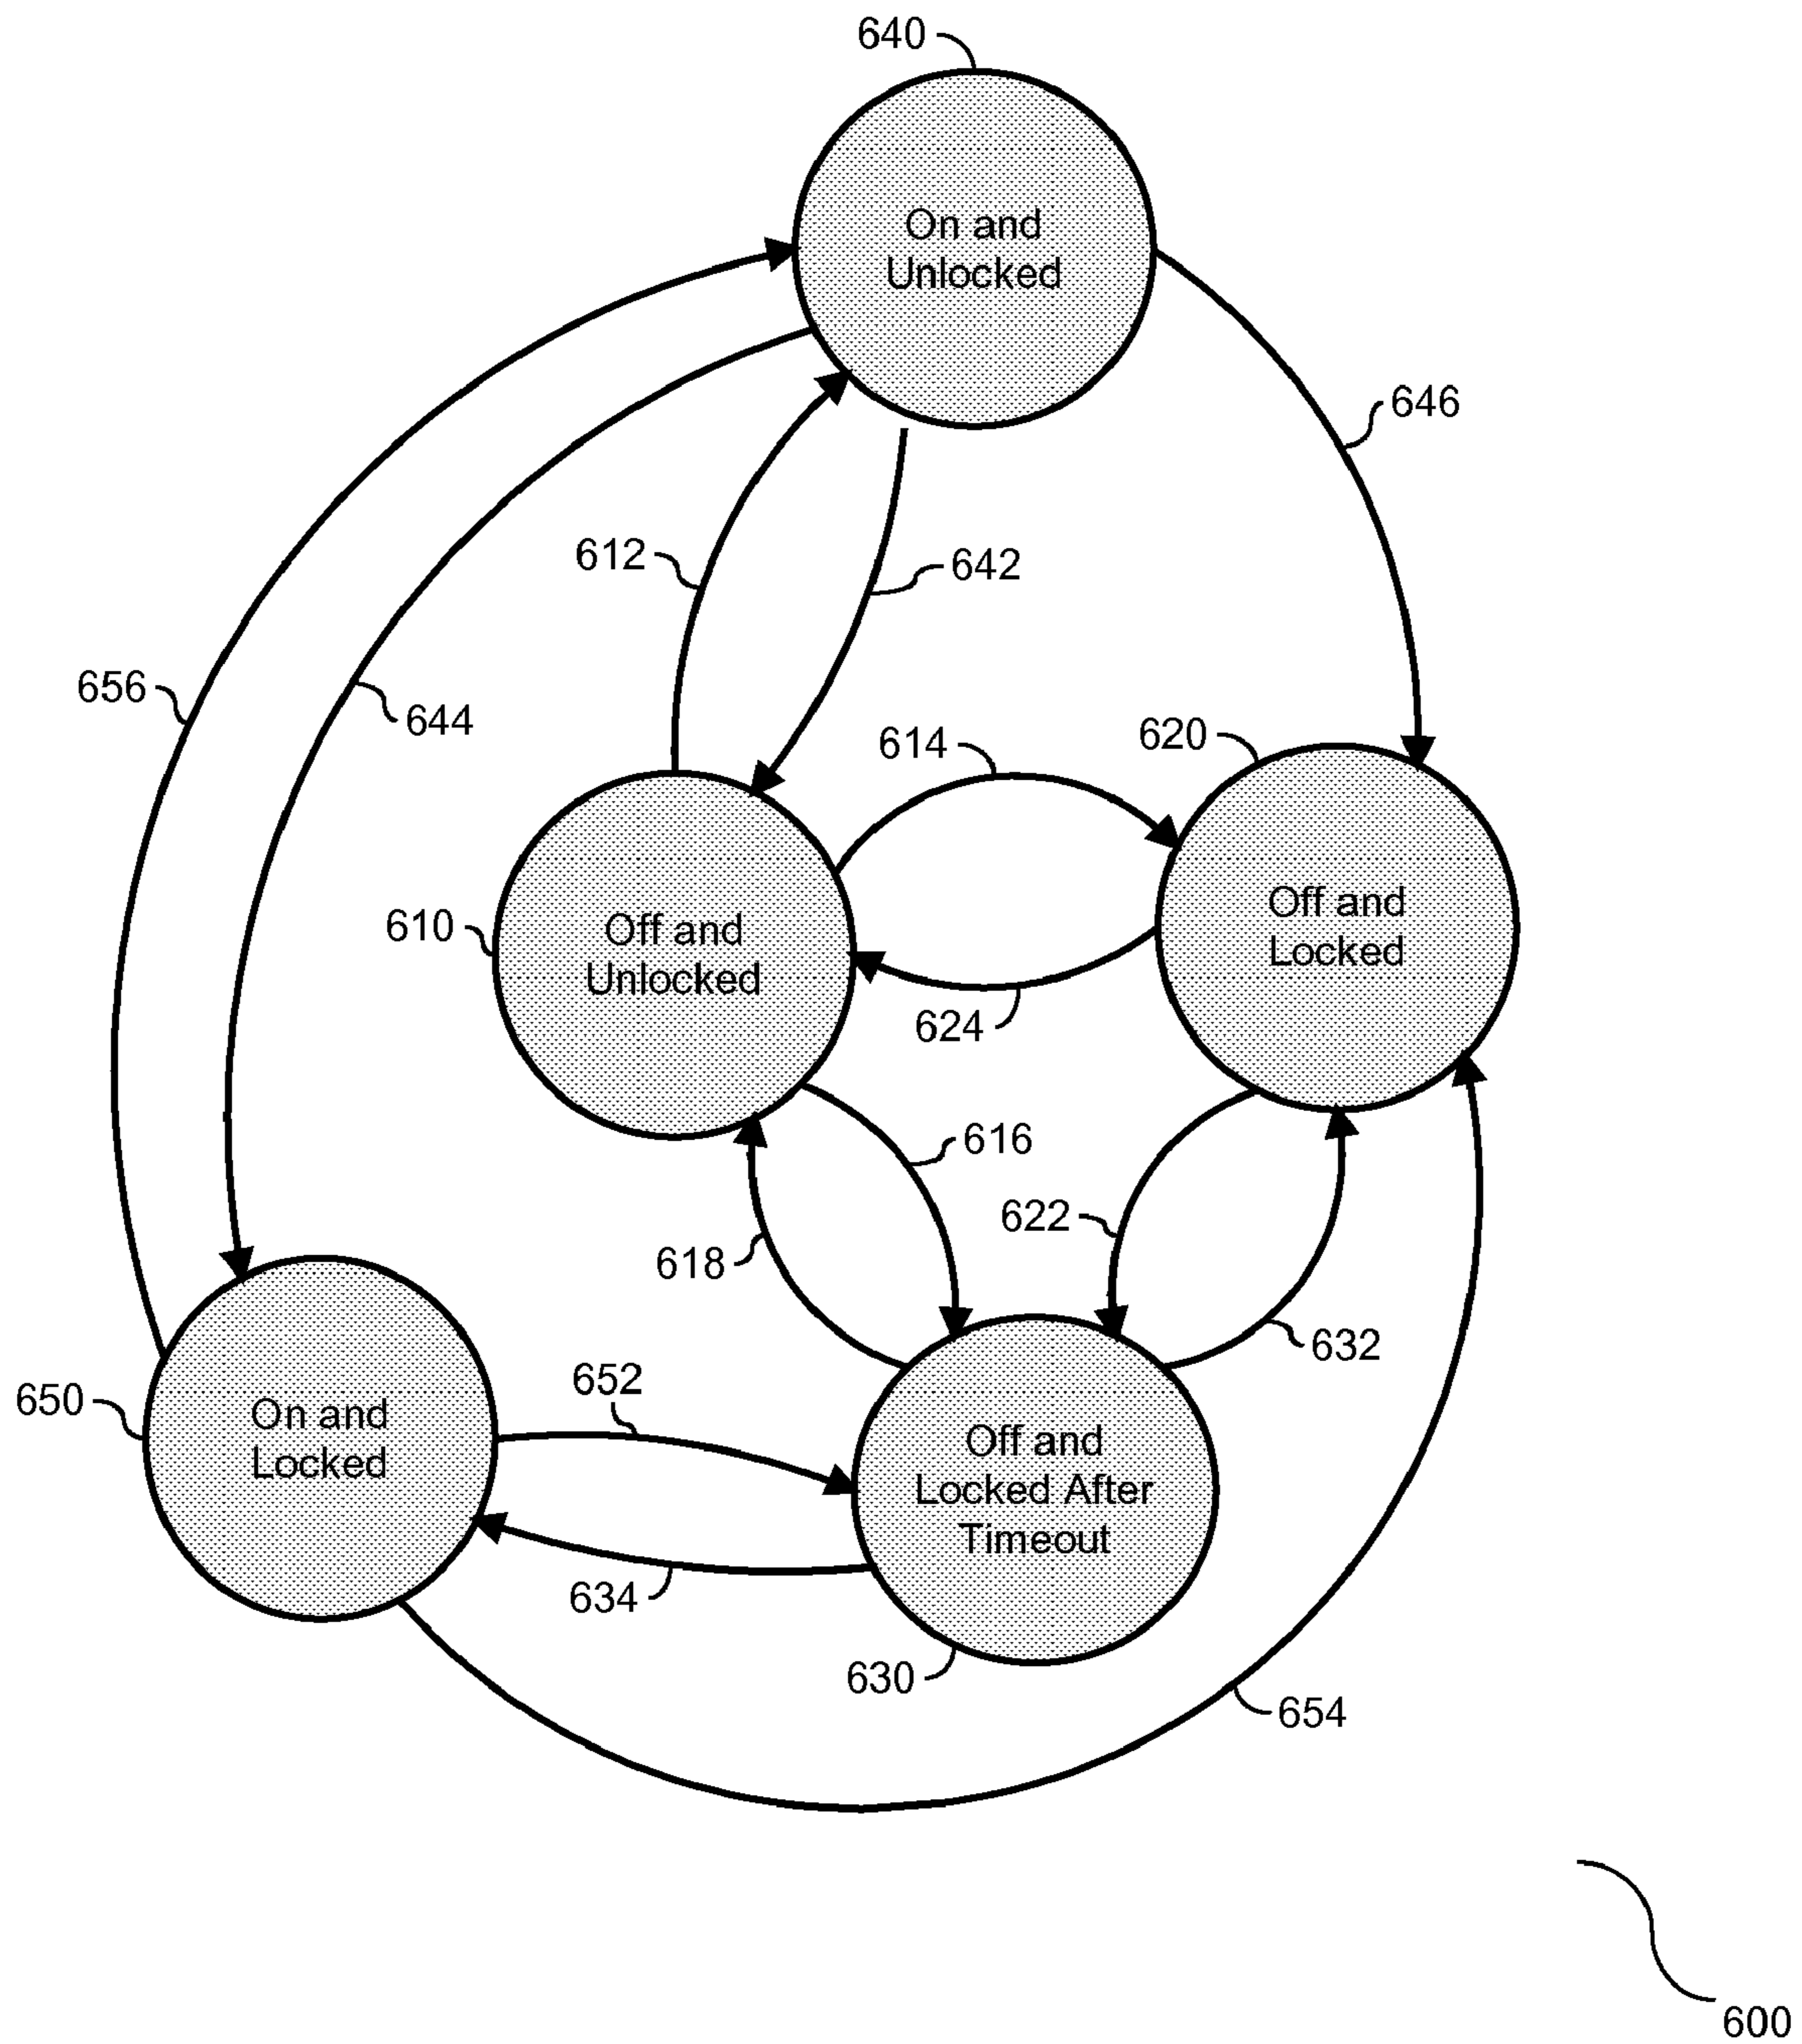 640
On and
Unlocked
646
612
642
656
644
614
620
610
Off and
Unlocked
Off and
Locked
624
616
622
618
632
650
On and
Locked
652
Off and
Locked After
Timeout
634
630
654
600